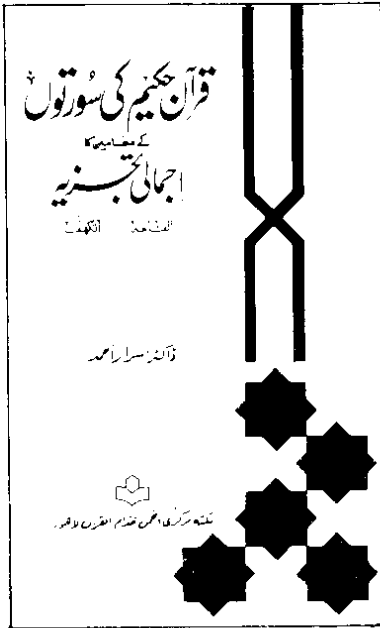 قرآن حکیم کی سورتوں
کے مضامین کا
اجمالی تجزیہ
الفاتحہ الکہف
ڈاکٹر اسرار احمد
مکتبہ مرکزی انجمن خدام القرآن لاهور